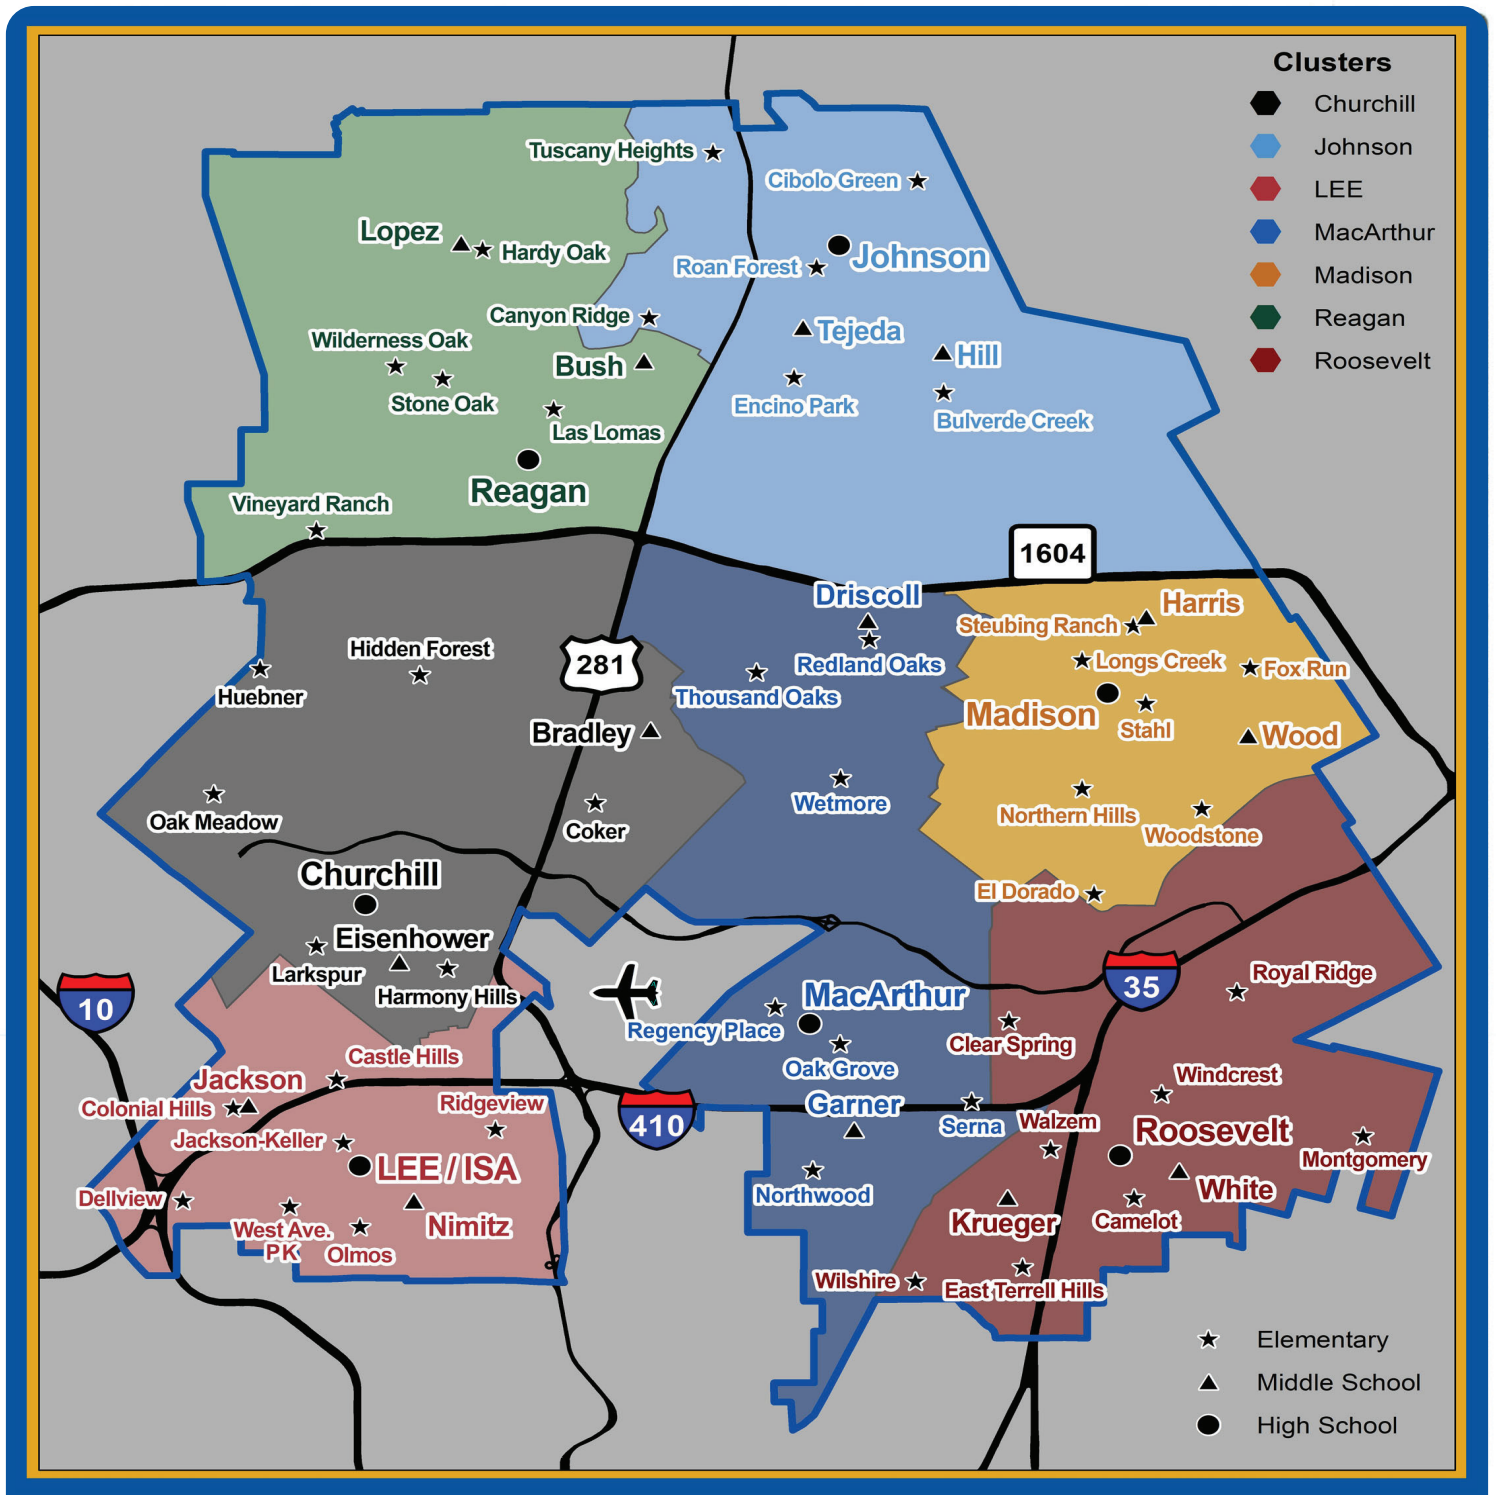 Clusters
Churchill
Johnson
LEE
MacArthur
Madison
Reagan
Roosevelt
Tuscany Heights
Cibolo Green
Lopez
Hardy Oak
Johnson
Roan Forest
Canyon Ridge
Wilderness Oak
Tejeda
Hill
Bush
Stone Oak
Encino Park
Bulverde Creek
Las Lomas
Reagan
Vineyard Ranch
1604
Driscoll
Harris
Steubing Ranch
Hidden Forest
281
Redland Oaks
Longs Creek
Fox Run
Huebner
Thousand Oaks
Madison
Stahl
Bradley
Wood
Wetmore
Northern Hills
Oak Meadow
Coker
Woodstone
Churchill
El Dorado
Eisenhower
Larkspur
Harmony Hills
Royal Ridge
10
35
MacArthur
Regency Place
Clear Spring
Castle Hills
Oak Grove
Jackson
Windcrest
Colonial Hills
Ridgeview
Garner
410
Serna
Walzem
Jackson-Keller
Roosevelt
LEE / ISA
Montgomery
Dellview
Northwood
White
West Ave.
PK
Olmos
Nimitz
Krueger
Camelot
Wilshire
East Terrell Hills
Elementary
Middle School
High School